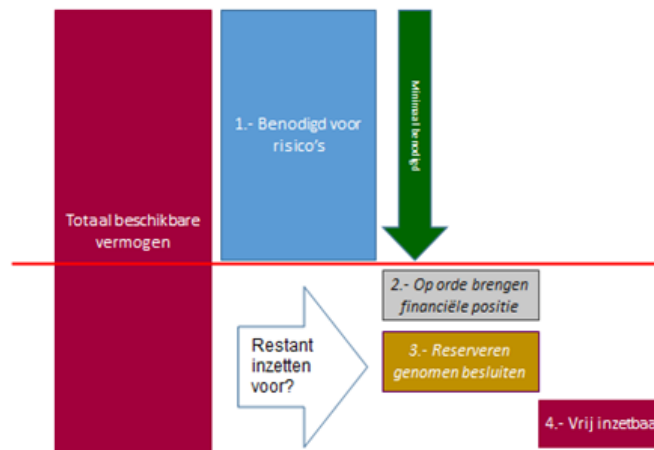 1.- Benodigd voor
risico's
Minimaal benodigd
Totaal beschikbare
vermogen
2.- Op orde brengen
financiële positie
Restant
inzetten
voor?
3.- Reserveren
genomen besluiten
4.- Vrij inzetbaa